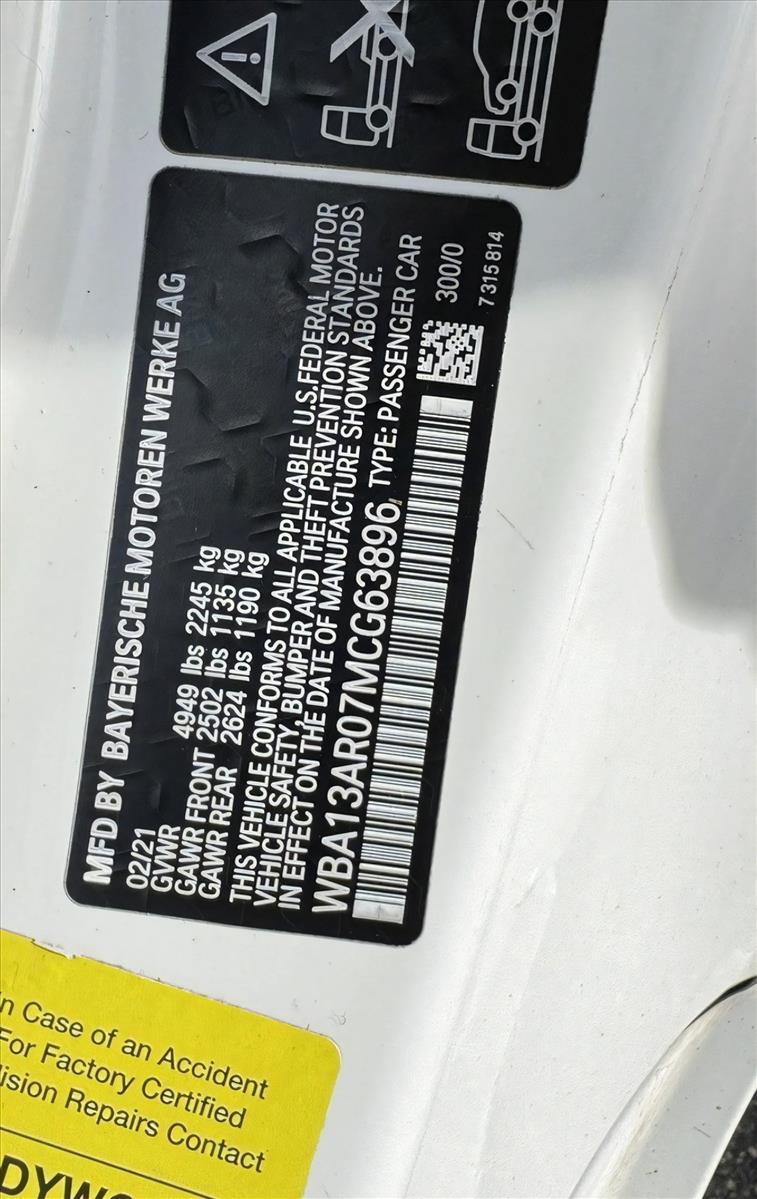 MFD BY BAYERISCHE MOTOREN WERKE AG
02/21
GVWR 4949 lbs 2245 kg
GAWR FRONT 2502 lbs 1135 kg
GAWR REAR 2624 lbs 1190 kg
THIS VEHICLE CONFORMS TO ALL APPLICABLE U.S.FEDERAL MOTOR
VEHICLE SAFETY, BUMPER AND THEFT PREVENTION STANDARDS
IN EFFECT ON THE DATE OF MANUFACTURE SHOWN ABOVE.
WBA13AR07MCG63896, TYPE: PASSENGER CAR
300/0
7315814
In Case of an Accident
For Factory Certified
Repairs Contact